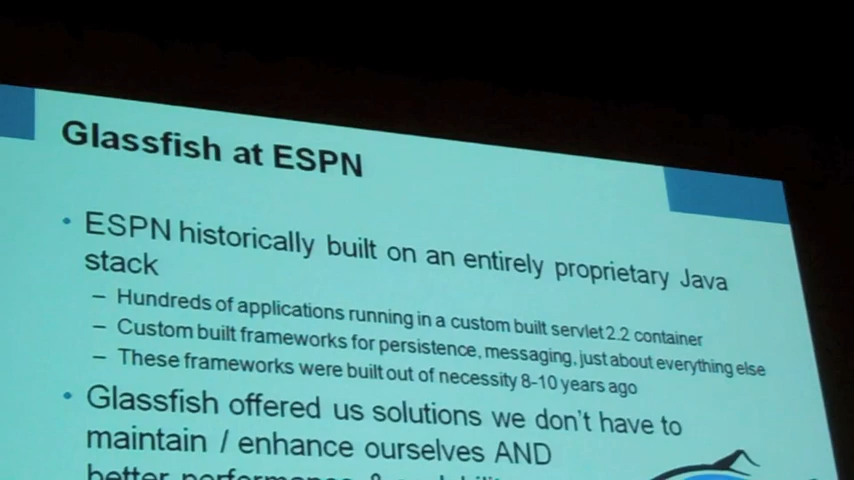 Glassfish at ESPN
• ESPN historically built on an entirely proprietary Java
stack
– Hundreds of applications running in a custom built servlet 2.2 container
– Custom built frameworks for persistence, messaging, just about everything else
– These frameworks were built out of necessity 8-10 years ago
• Glassfish offered us solutions we don't have to
maintain / enhance ourselves AND
better performance &